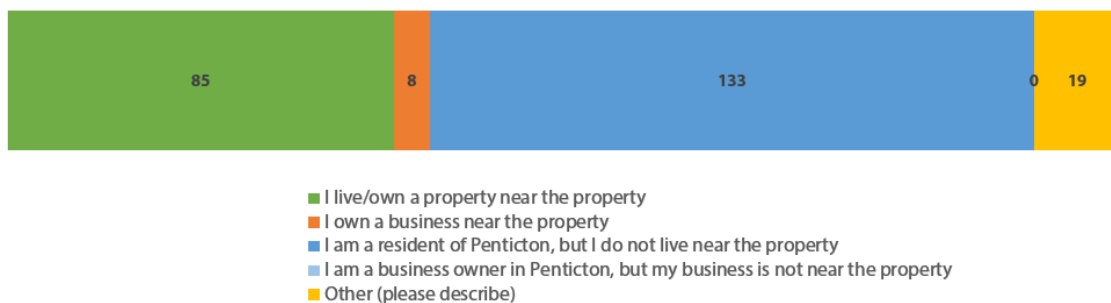 85 8 133 0 19
I live/own a property near the property
I own a business near the property
I am a resident of Penticton, but I do not live near the property
I am a business owner in Penticton, but my business is not near the property
Other (please describe)